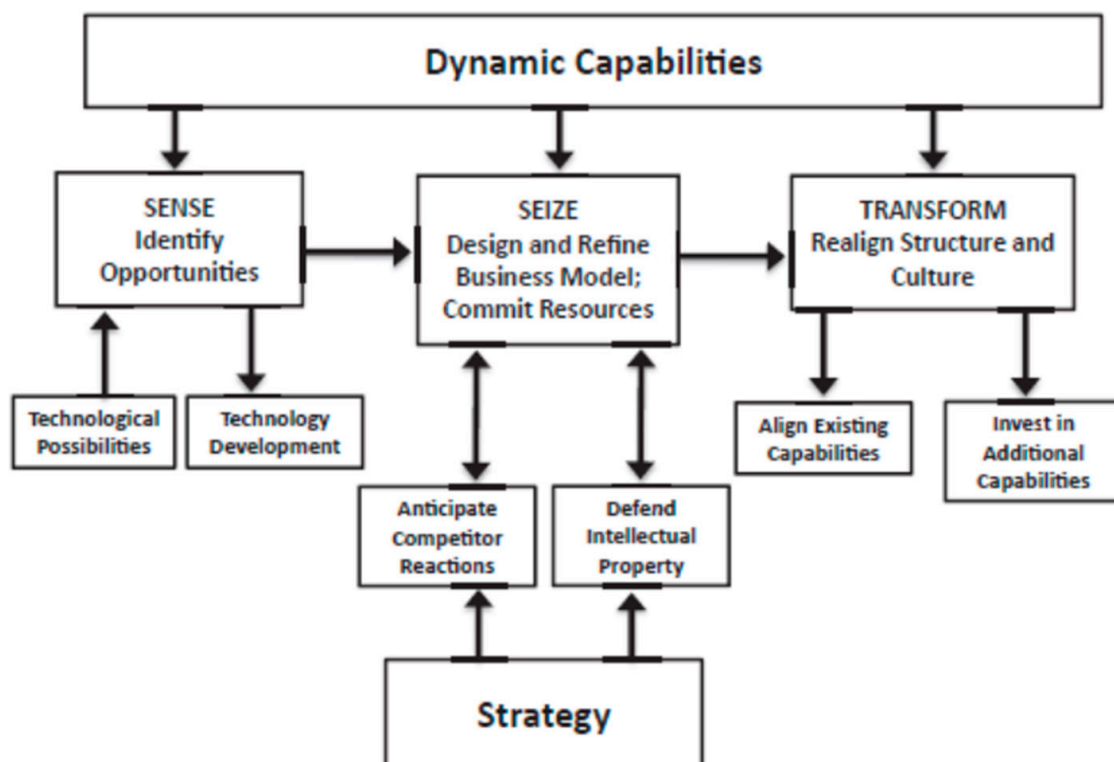 Dynamic Capabilities
SENSE
Identify
Opportunities
SEIZE
Design and Refine
Business Model;
Commit Resources
TRANSFORM
Realign Structure and
Culture
Technological
Possibilities
Technology
Development
Align Existing
Capabilities
Invest in
Additional
Capabilities
Anticipate
Competitor
Reactions
Defend
Intellectual
Property
Strategy